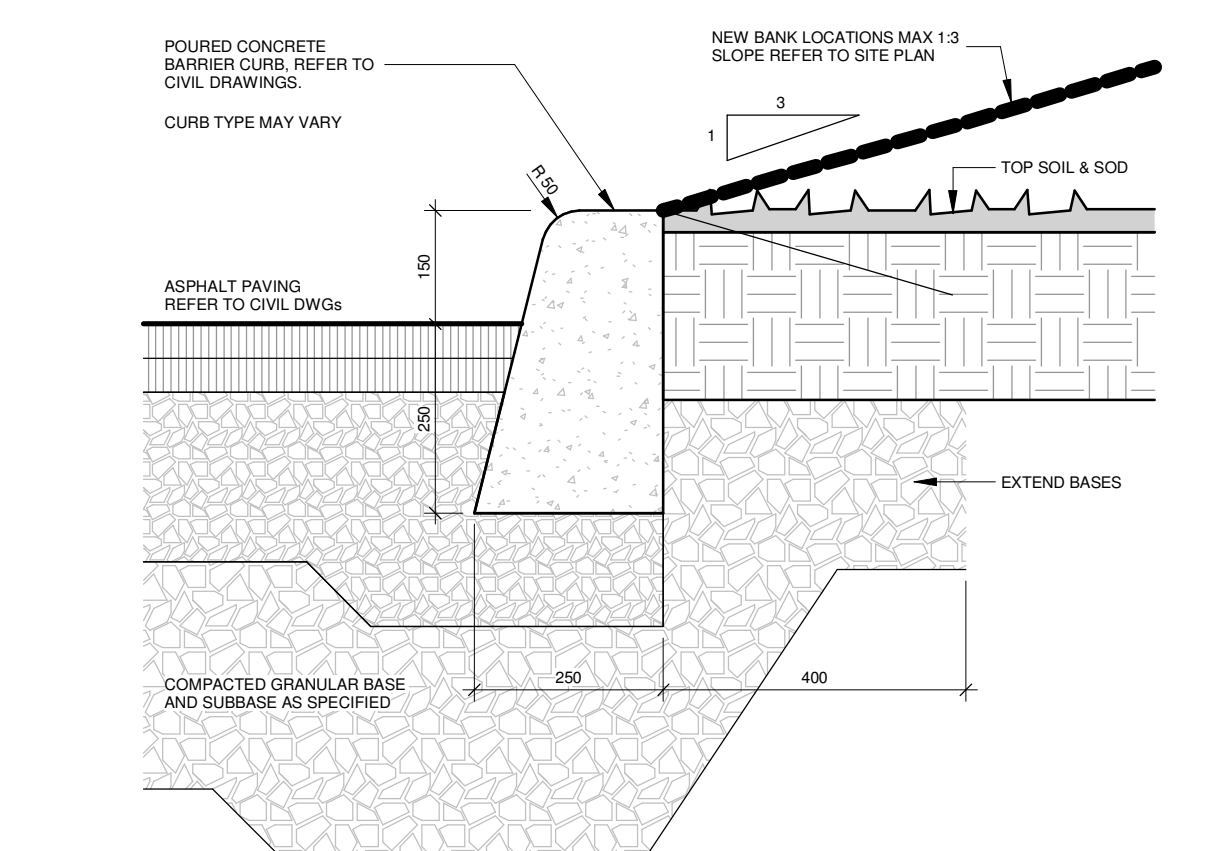 POURED CONCRETE
BARRIER CURB, REFER TO
CIVIL DRAWINGS.
CURB TYPE MAY VARY
NEW BANK LOCATIONS MAX 1:3
SLOPE REFER TO SITE PLAN
3
1
TOP SOIL & SOD
R 50
150
ASPHALT PAVING
REFER TO CIVIL DWGs
250
EXTEND BASES
COMPACTED GRANULAR BASE
AND SUBBASE AS SPECIFIED
250
400